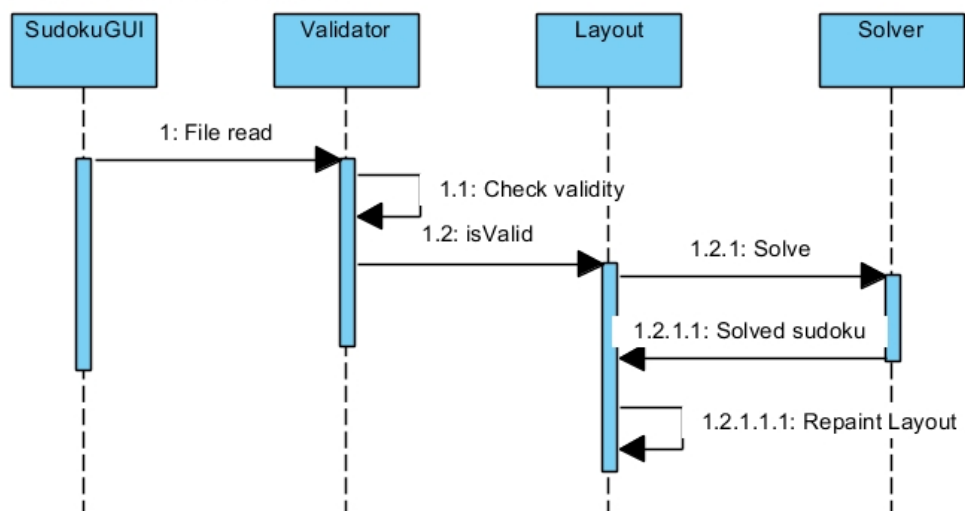 SudokuGUI
Validator
Layout
Solver
1: File read
1.1: Check validity
1.2: isValid
1.2.1: Solve
1.2.1.1: Solved sudoku
1.2.1.1.1: Repaint Layout